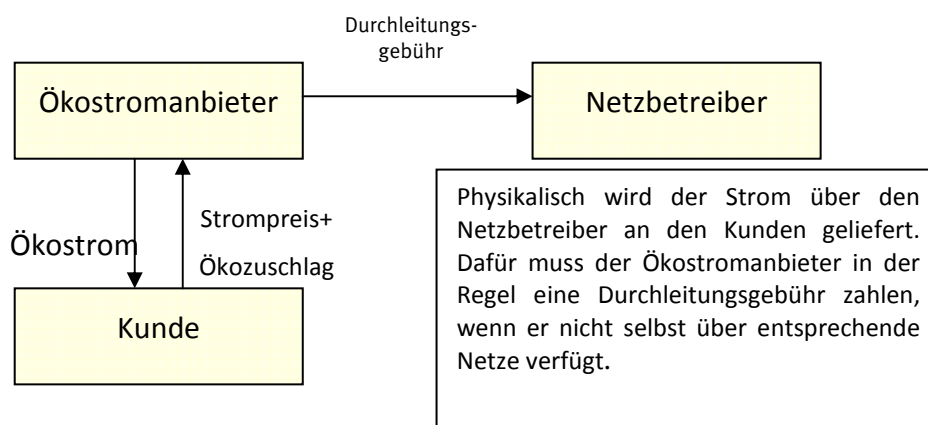 Durchleitungs-
gebühr
Ökostromanbieter
Netzbetreiber
Ökostrom
Strompreis+
Ökozuschlag
Kunde
Physikalisch wird der Strom über den
Netzbetreiber an den Kunden geliefert.
Dafür muss der Ökostromanbieter in der
Regel eine Durchleitungsgebühr zahlen,
wenn er nicht selbst über entsprechende
Netze verfügt.